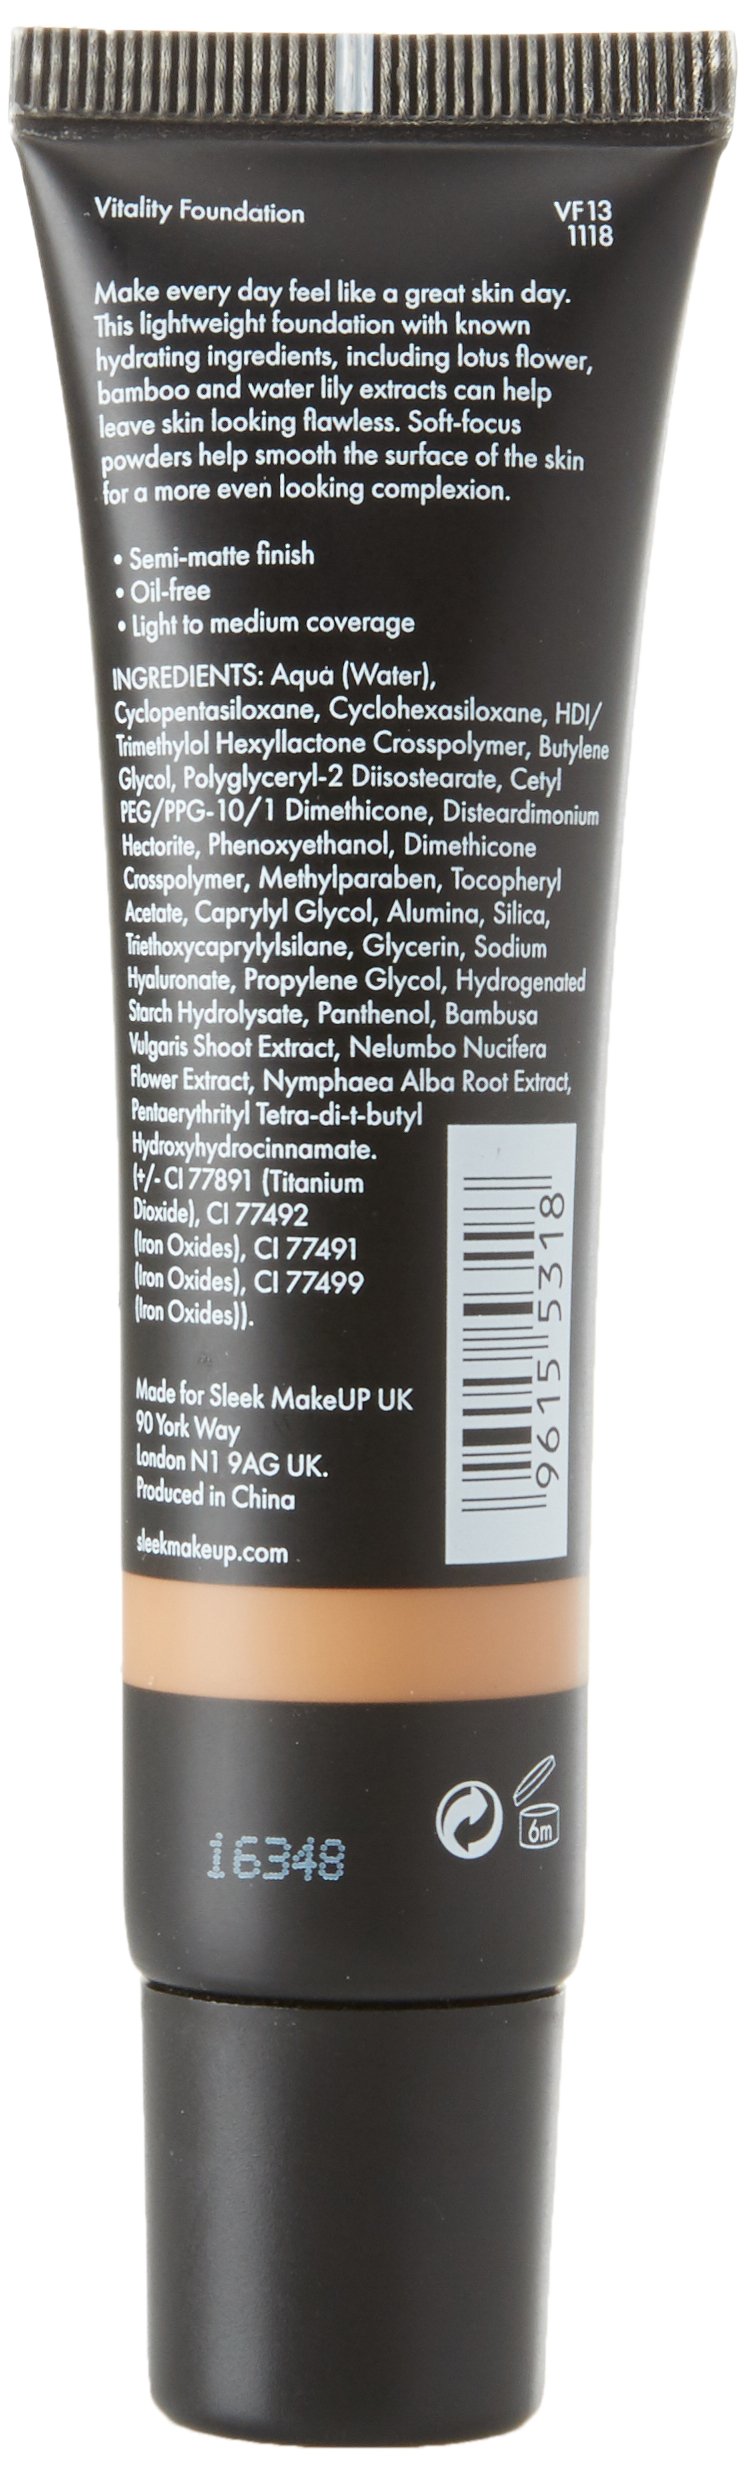 Vitality Foundation
VF13
1118
Make every day feel like a great skin day.
This lightweight foundation with known
hydrating ingredients, including lotus flower,
bamboo and water lily extracts can help
leave skin looking flawless. Soft-focus
powders help smooth the surface of the skin
for a more even looking complexion.
• Semi-matte finish
• Oil-free
• Light to medium coverage
INGREDIENTS: Aqua (Water),
Cyclopentasiloxane, Cyclohexasiloxane, HDI/
Trimethylol Hexyllactone Crosspolymer, Butylene
Glycol, Polyglyceryl-2 Diisostearate, Cetyl
PEG/PPG-10/1 Dimethicone, Disteardimonium
Hectorite, Phenoxyethanol, Dimethicone
Crosspolymer, Methylparaben, Tocopheryl
Acetate, Caprylyl Glycol, Alumina, Silica,
Triethoxycaprylylsilane, Glycerin, Sodium
Hyaluronate, Propylene Glycol, Hydrogenated
Starch Hydrolysate, Panthenol, Bambusa
Vulgaris Shoot Extract, Nelumbo Nucifera
Flower Extract, Nymphaea Alba Root Extract,
Pentaerythrityl Tetra-di-t-butyl
Hydroxyhydrocinnamate.
(+/- CI 77891 (Titanium
Dioxide), CI 77492
(Iron Oxides), CI 77491
(Iron Oxides), CI 77499
(Iron Oxides)).
9615 5318
Made for Sleek MakeUP UK
90 York Way
London N1 9AG UK.
Produced in China
sleekmakeup.com
6m
16348